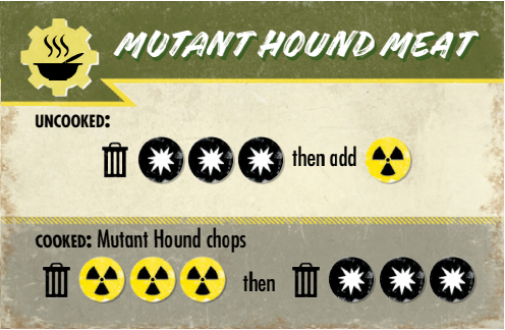 MUTANT HOUND MEAT
UNCOOKED:
then add
COOKED: Mutant Hound chops
then